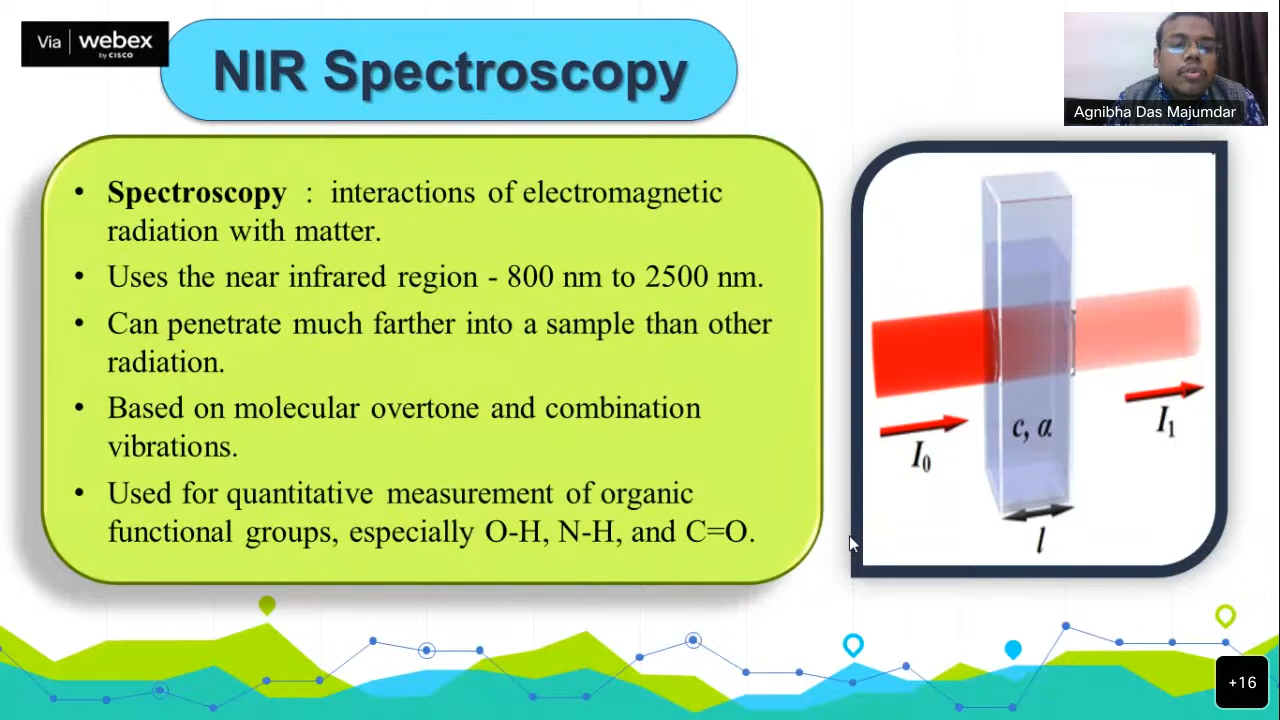 Via webex
by CISCO
NIR Spectroscopy
Agnibha Das Majumdar
• Spectroscopy : interactions of electromagnetic
radiation with matter.
• Uses the near infrared region - 800 nm to 2500 nm.
• Can penetrate much farther into a sample than other
radiation.
• Based on molecular overtone and combination
vibrations.
• Used for quantitative measurement of organic
functional groups, especially O-H, N-H, and C=O.
c, α
I₀
I₁
l
+16